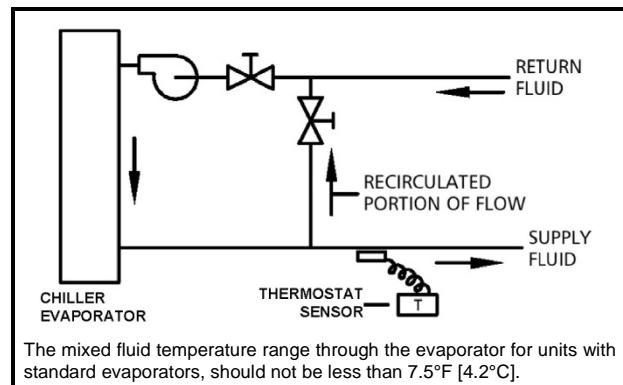 RETURN
FLUID
RECIRCULATED
PORTION OF FLOW
SUPPLY
FLUID
CHILLER
EVAPORATOR
THERMOSTAT
SENSOR
T
The mixed fluid temperature range through the evaporator for units with
standard evaporators, should not be less than 7.5°F [4.2°C].